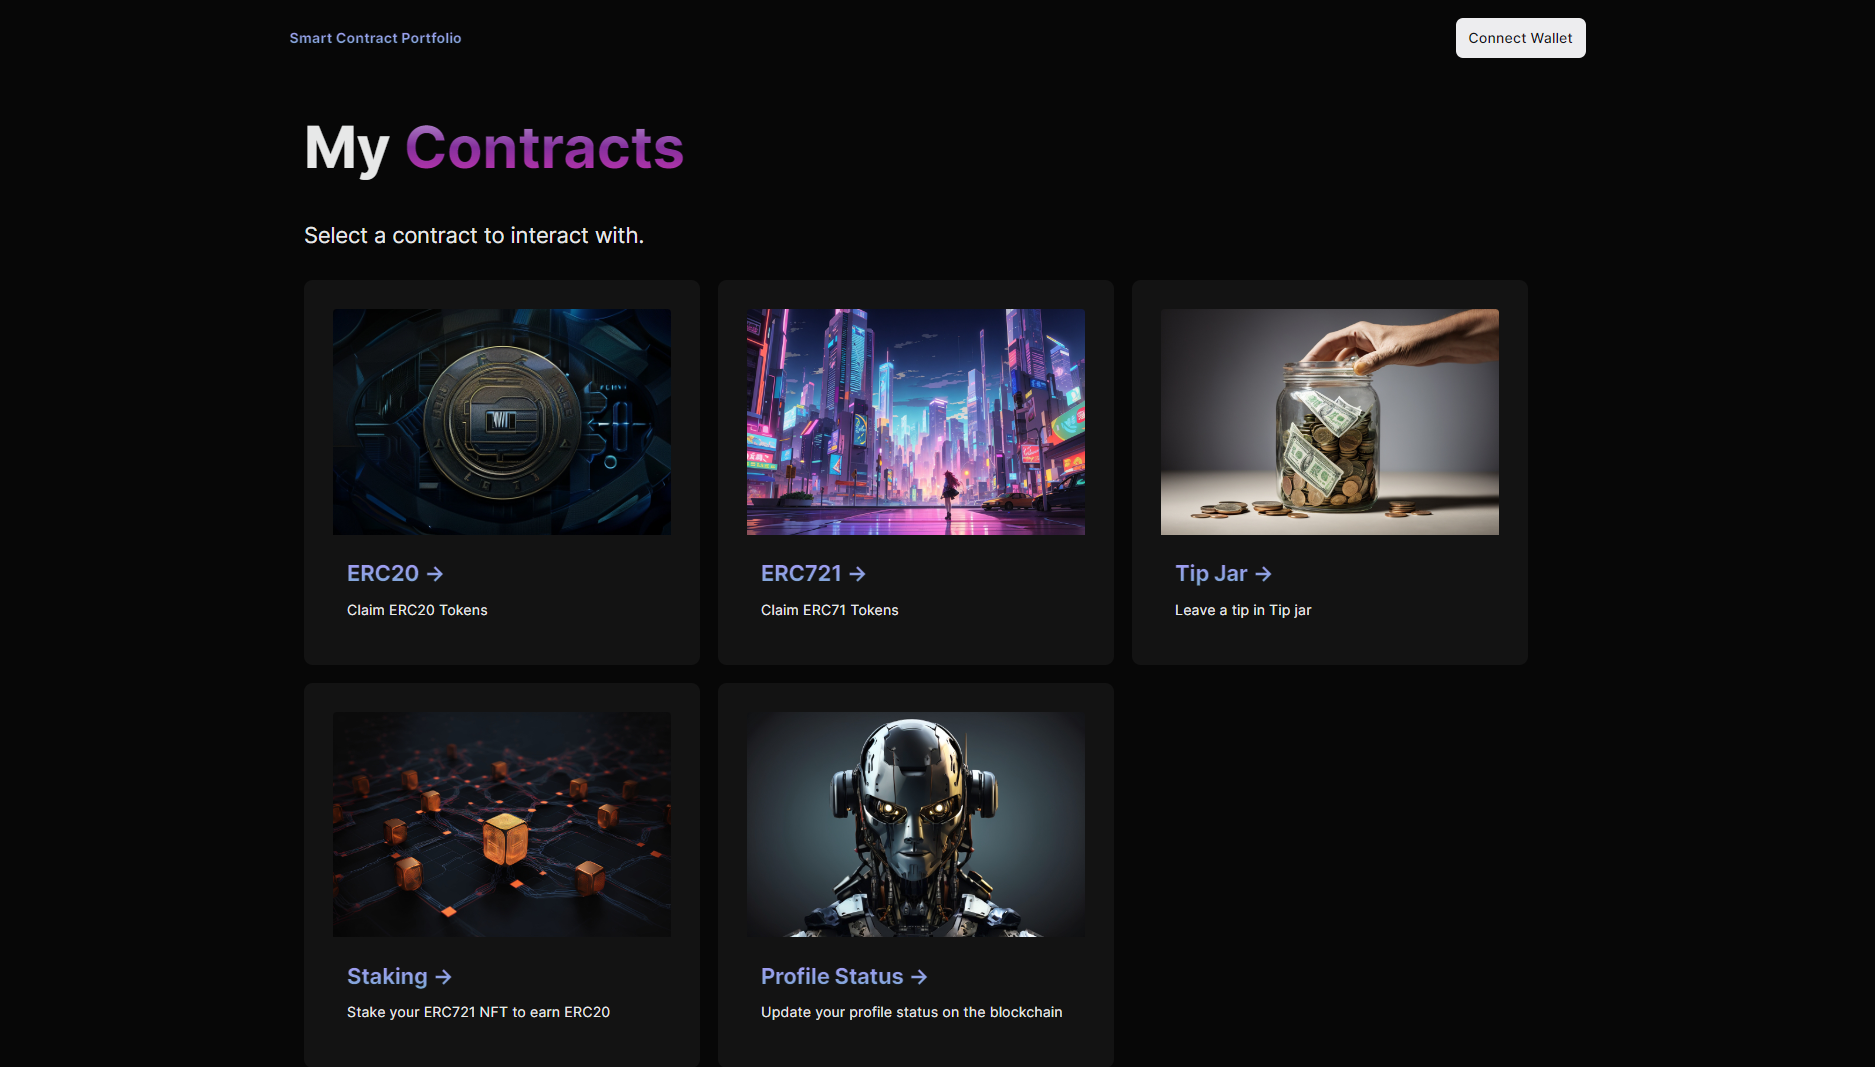 Smart Contract Portfolio
Connect Wallet
My Contracts
Select a contract to interact with.
ERC20 →
Claim ERC20 Tokens
ERC721 →
Claim ERC71 Tokens
Tip Jar →
Leave a tip in Tip jar
Staking →
Stake your ERC721 NFT to earn ERC20
Profile Status →
Update your profile status on the blockchain